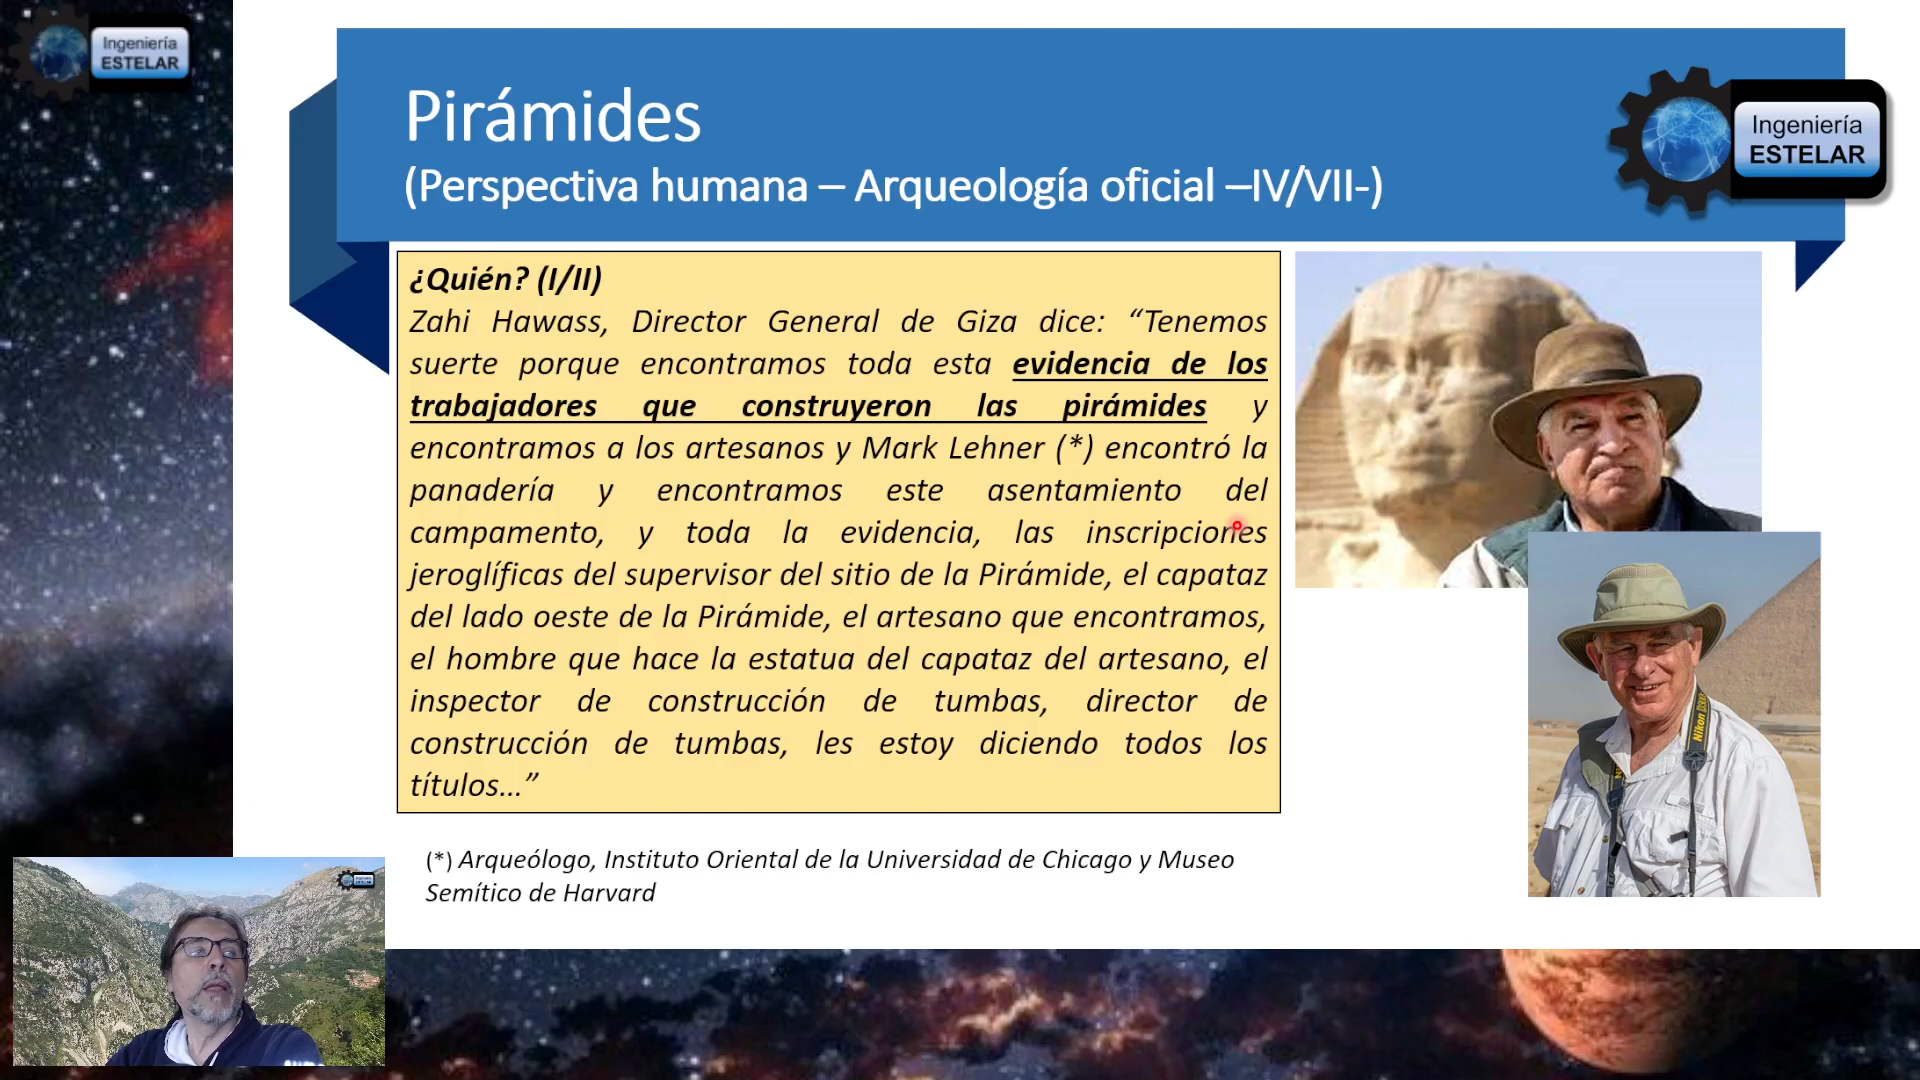 Ingeniería
ESTELAR
Pirámides
(Perspectiva humana – Arqueología oficial –IV/VII-)
Ingeniería
ESTELAR
¿Quién? (I/II)
Zahi Hawass, Director General de Giza dice: “Tenemos
suerte porque encontramos toda esta evidencia de los
trabajadores que construyeron las pirámides y
encontramos a los artesanos y Mark Lehner (*) encontró la
panadería y encontramos este asentamiento del
campamento, y toda la evidencia, las inscripciones
jeroglíficas del supervisor del sitio de la Pirámide, el capataz
del lado oeste de la Pirámide, el artesano que encontramos,
el hombre que hace la estatua del capataz del artesano, el
inspector de construcción de tumbas, director de
construcción de tumbas, les estoy diciendo todos los
títulos...”
Nikon
(*) Arqueólogo, Instituto Oriental de la Universidad de Chicago y Museo
Semítico de Harvard